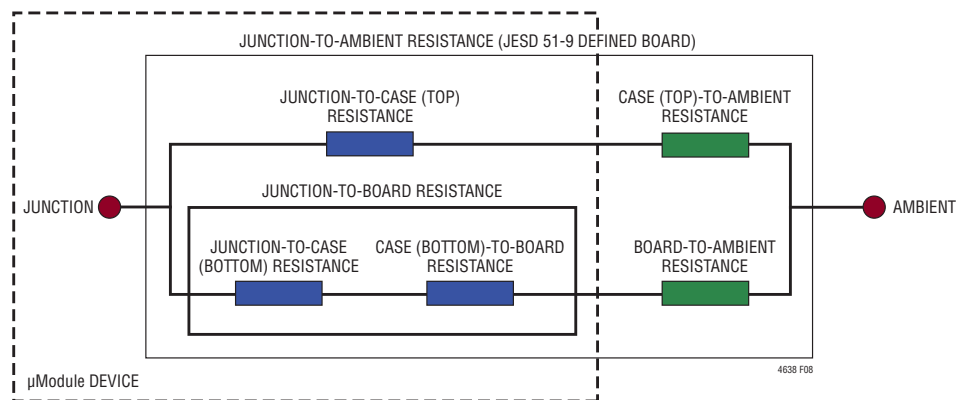 JUNCTION-TO-AMBIENT RESISTANCE (JESD 51-9 DEFINED BOARD)
JUNCTION-TO-CASE (TOP)
RESISTANCE
CASE (TOP)-TO-AMBIENT
RESISTANCE
JUNCTION-TO-BOARD RESISTANCE
JUNCTION
AMBIENT
JUNCTION-TO-CASE
(BOTTOM) RESISTANCE
CASE (BOTTOM)-TO-BOARD
RESISTANCE
BOARD-TO-AMBIENT
RESISTANCE
4638 F08
µModule DEVICE